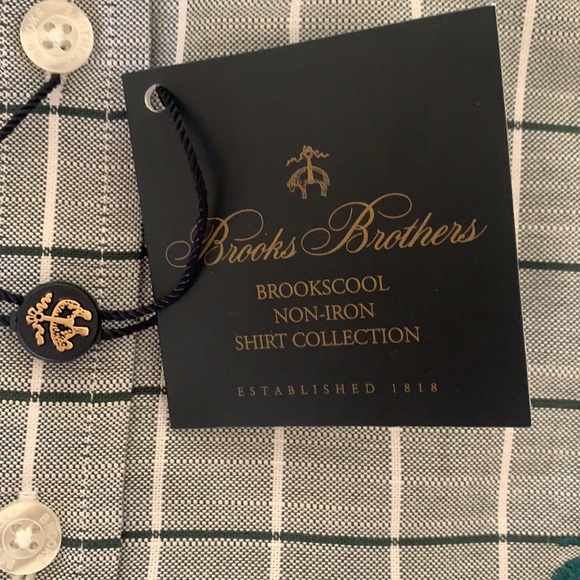 Brooks Brothers
BROOKSCOOL
NON-IRON
SHIRT COLLECTION
ESTABLISHED 1818